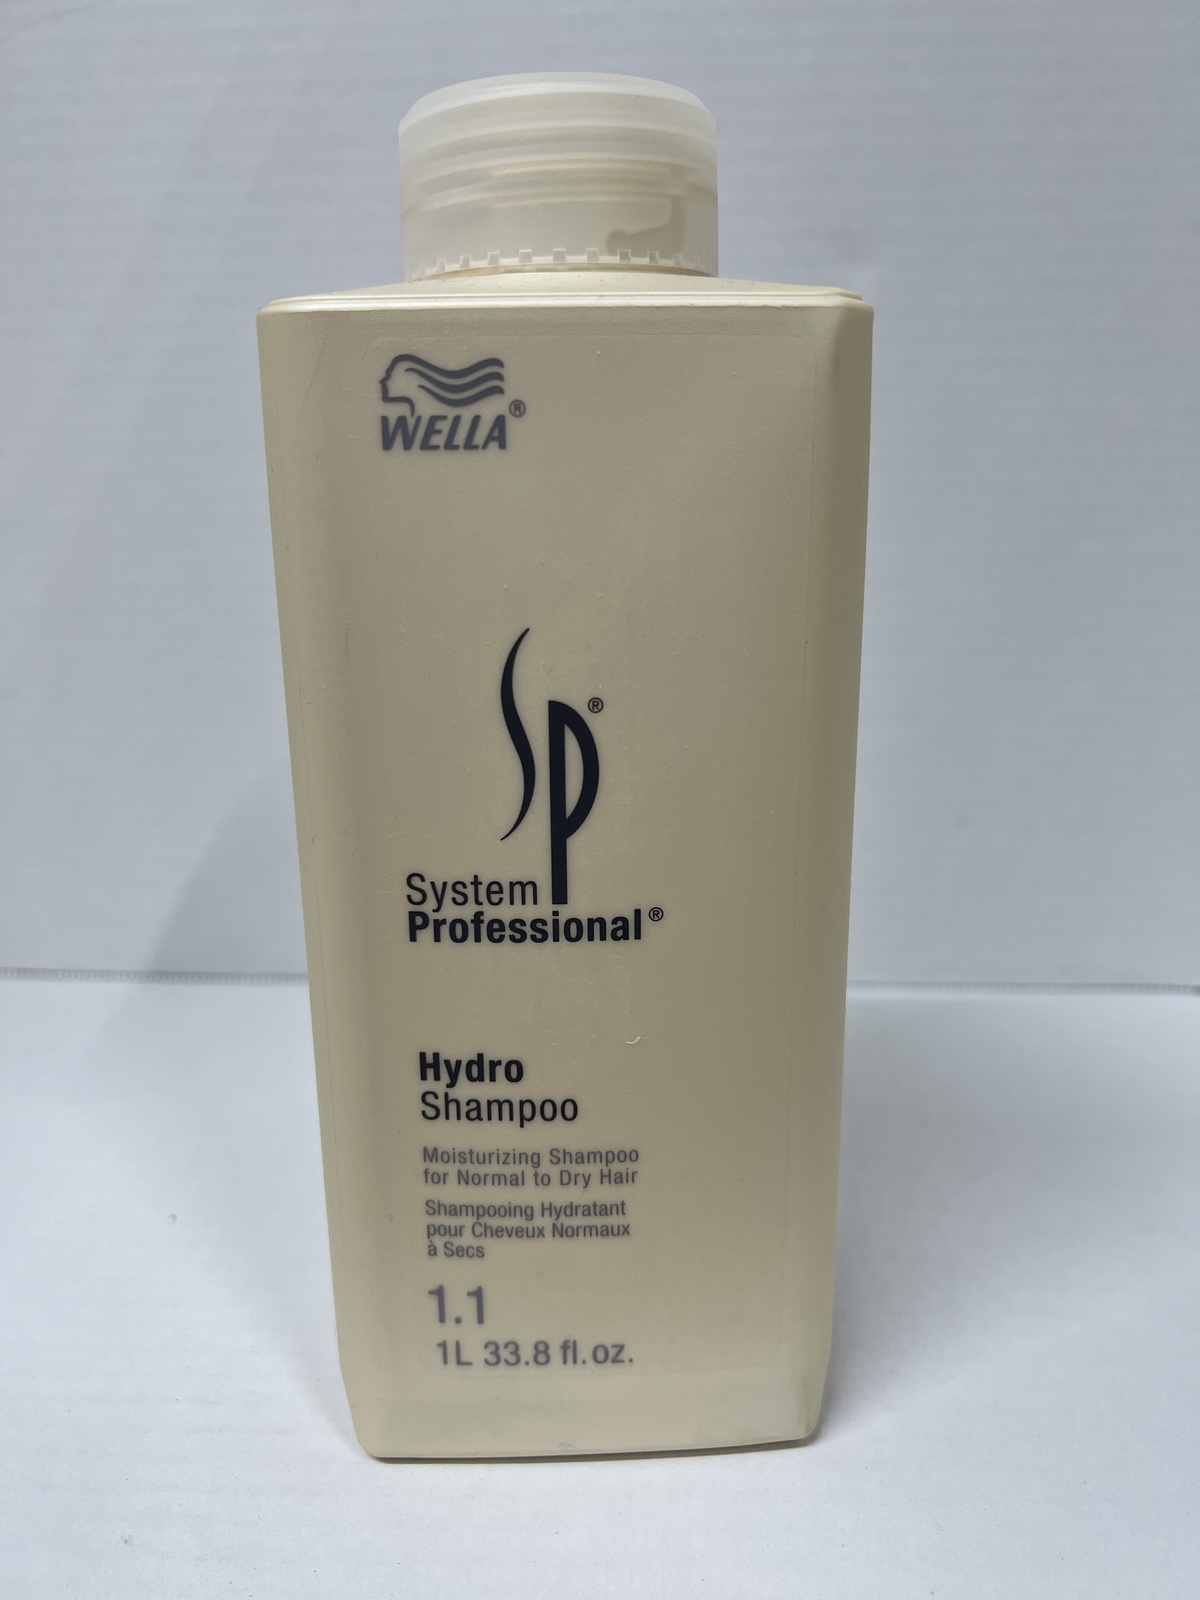 WELLA®
SP®
System
Professional®
Hydro
Shampoo
Moisturizing Shampoo
for Normal to Dry Hair
Shampooing Hydratant
pour Cheveux Normaux
à Secs
1.1
1L 33.8 fl.oz.